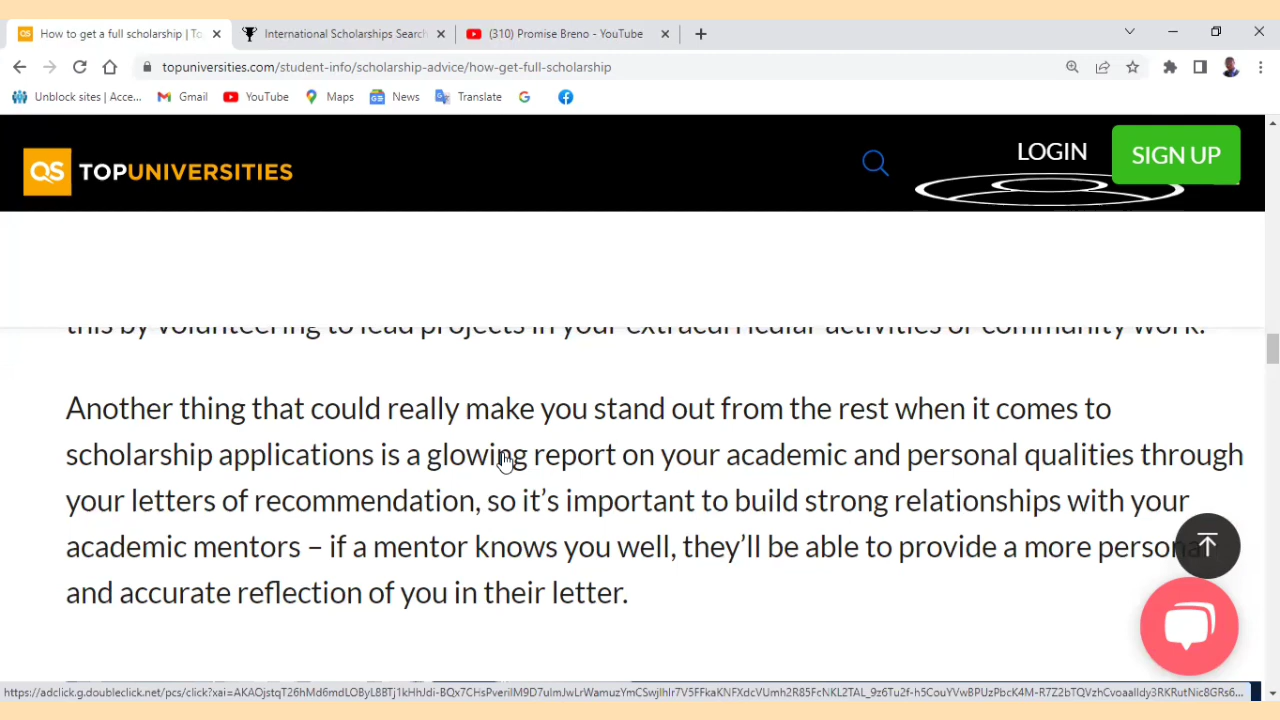 How to get a full scholarship | To
International Scholarships Search
(310) Promise Breno - YouTube
topuniversities.com/student-info/scholarship-advice/how-get-full-scholarship
Unblock sites | Acce...
Gmail
YouTube
Maps
News
Translate
QS TOPUNIVERSITIES
LOGIN
SIGN UP
this by volunteering to lead projects in your extracurricular activities or community work.
Another thing that could really make you stand out from the rest when it comes to
scholarship applications is a glowing report on your academic and personal qualities through
your letters of recommendation, so it's important to build strong relationships with your
academic mentors – if a mentor knows you well, they'll be able to provide a more personal
and accurate reflection of you in their letter.